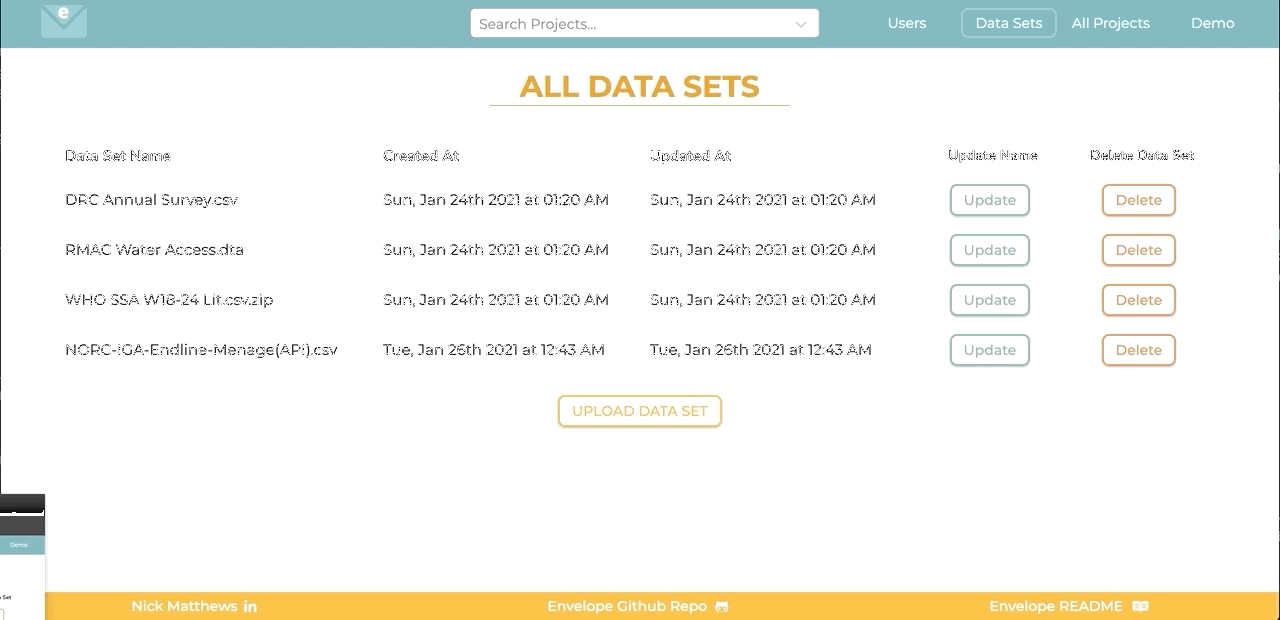 e
Search Projects...
Users Data Sets All Projects Demo
ALL DATA SETS
Data Set Name Created At Updated At Update Name Delete Data Set
DRC Annual Survey.csv Sun, Jan 24th 2021 at 01:20 AM Sun, Jan 24th 2021 at 01:20 AM Update Delete
RMAC Water Access.dta Sun, Jan 24th 2021 at 01:20 AM Sun, Jan 24th 2021 at 01:20 AM Update Delete
WHO SSA W18-24 Lit.csv.zip Sun, Jan 24th 2021 at 01:20 AM Sun, Jan 24th 2021 at 01:20 AM Update Delete
NORC-IGA-Endline-Menage(API).csv Tue, Jan 26th 2021 at 12:43 AM Tue, Jan 26th 2021 at 12:43 AM Update Delete
UPLOAD DATA SET
Demo
a Set
Nick Matthews in Envelope Github Repo Envelope README